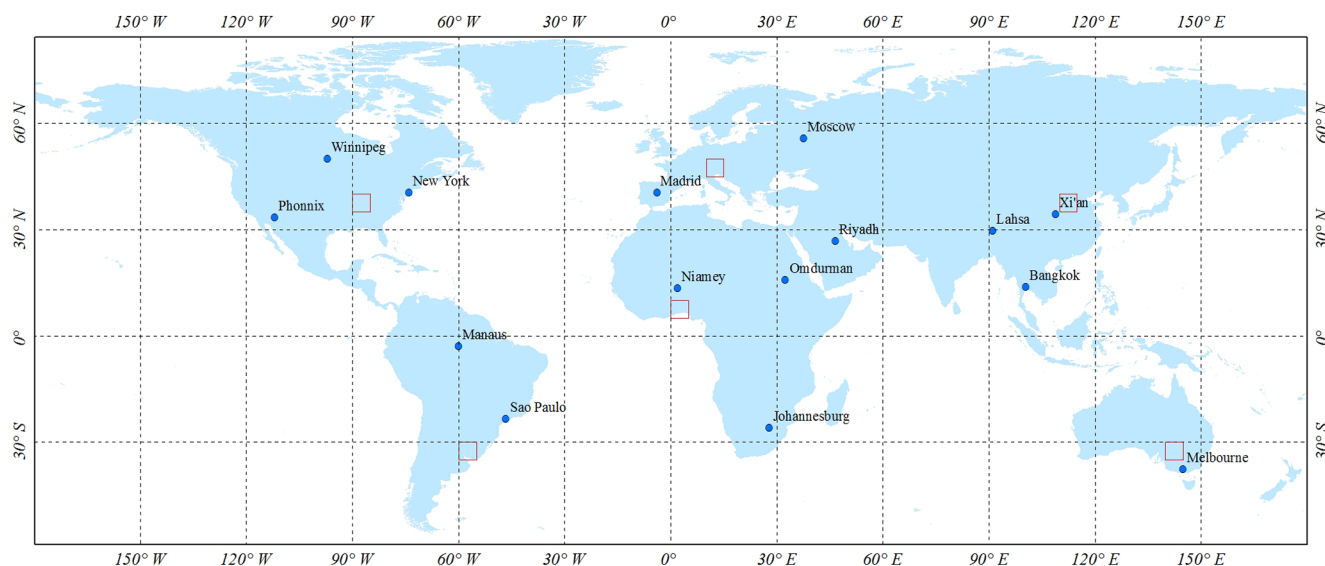 150° W 120° W 90° W 60° W 30° W 0° 30° E 60° E 90° E 120° E 150° E
60° N
60° N
Moscow
Winnipeg
New York
Madrid
Phonnix
Xi'an
Lahsa
30° N
30° N
Riyadh
Omdurman
Niamey
Bangkok
Manaus
0°
0°
Sao Paulo
Johannesburg
30° S
30° S
Melbourne
150° W 120° W 90° W 60° W 30° W 0° 30° E 60° E 90° E 120° E 150° E